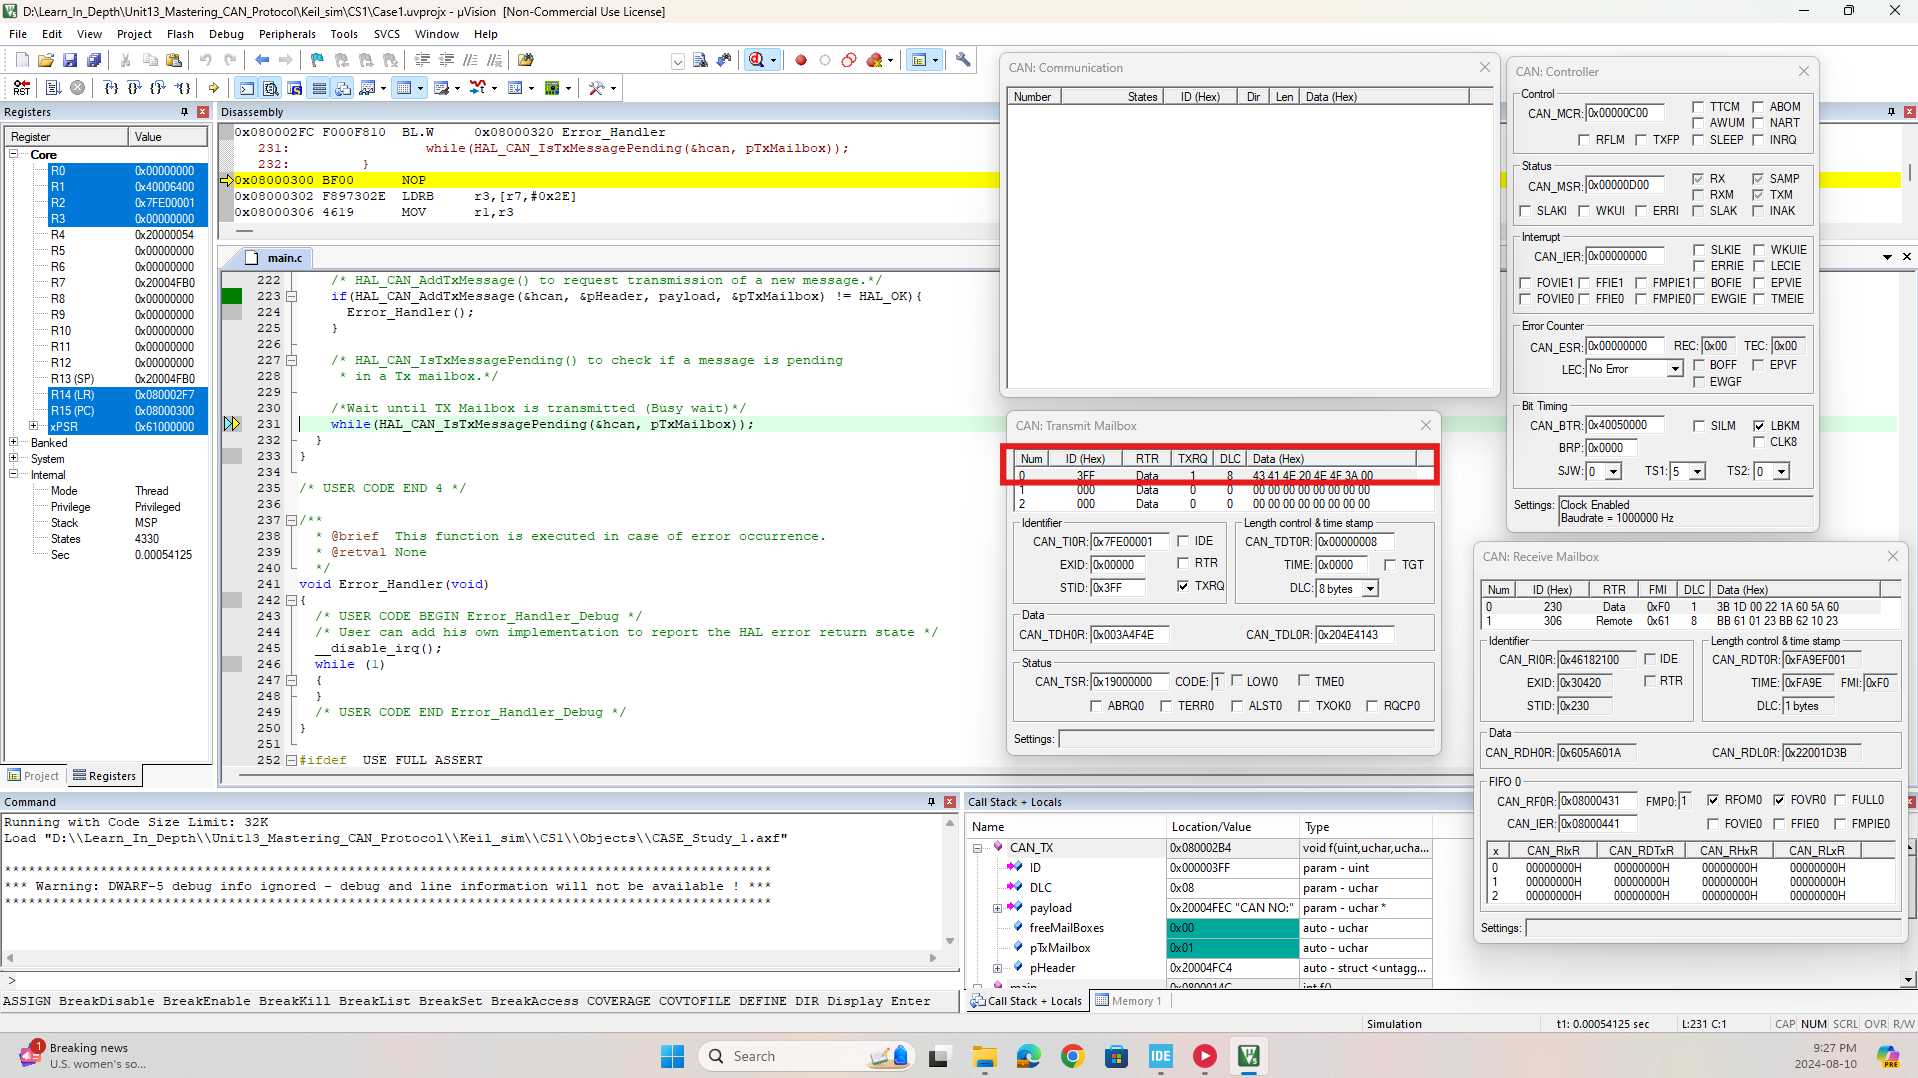 D:\Learn_In_Depth\Unit13_Mastering_CAN_Protocol\Keil_sim\CS1\Case1.uvprojx - µVision [Non-Commercial Use License]
File Edit View Project Flash Debug Peripherals Tools SVCS Window Help
Registers
Register Value
Core
R0 0x00000000
R1 0x40006400
R2 0x7FE00001
R3 0x00000000
R4 0x20000054
R5 0x00000000
R6 0x00000000
R7 0x20004FB0
R8 0x00000000
R9 0x00000000
R10 0x00000000
R11 0x00000000
R12 0x00000000
R13 (SP) 0x20004FB0
R14 (LR) 0x080002F7
R15 (PC) 0x08000300
xPSR 0x61000000
Banked
System
Internal
Mode Thread
Privilege Privileged
Stack MSP
States 4330
Sec 0.00054125
Project Registers
Disassembly
0x080002FC F000F810 BL.W 0x08000320 Error_Handler
231: while(HAL_CAN_IsTxMessagePending(&hcan, pTxMailbox));
232: }
0x08000300 BF00 NOP
0x08000302 F897302E LDRB r3,[r7,#0x2E]
0x08000306 4619 MOV r1,r3
main.c
222 /* HAL_CAN_AddTxMessage() to request transmission of a new message.*/
223 if(HAL_CAN_AddTxMessage(&hcan, &pHeader, payload, &pTxMailbox) != HAL_OK){
224 Error_Handler();
225 }
226
227 /* HAL_CAN_IsTxMessagePending() to check if a message is pending
228 * in a Tx mailbox.*/
229
230 /*Wait until TX Mailbox is transmitted (Busy wait)*/
231 while(HAL_CAN_IsTxMessagePending(&hcan, pTxMailbox));
232 }
233 }
234
235 /* USER CODE END 4 */
236
237 /**
238 * @brief This function is executed in case of error occurrence.
239 * @retval None
240 */
241 void Error_Handler(void)
242 {
243 /* USER CODE BEGIN Error_Handler_Debug */
244 /* User can add his own implementation to report the HAL error return state */
245 __disable_irq();
246 while (1)
247 {
248 }
249 /* USER CODE END Error_Handler_Debug */
250 }
251
252 #ifdef USE_FULL_ASSERT
CAN: Communication
Number States ID (Hex) Dir Len Data (Hex)
CAN: Transmit Mailbox
Num ID (Hex) RTR TXRQ DLC Data (Hex)
0 3FF Data 1 8 43 41 4E 20 4E 4F 3A 00
1 000 Data 0 0 00 00 00 00 00 00 00 00
2 000 Data 0 0 00 00 00 00 00 00 00 00
Identifier
CAN_TI0R: 0x7FE00001 IDE
EXID: 0x00000 RTR
STID: 0x3FF TXRQ
Length control & time stamp
CAN_TDT0R: 0x00000008
TIME: 0x0000 TGT
DLC: 8 bytes
Data
CAN_TDH0R: 0x003A4F4E CAN_TDL0R: 0x204E4143
Status
CAN_TSR: 0x19000000 CODE: 1 LOW0 TME0
ABRQ0 TERR0 ALST0 TXOK0 RQCP0
Settings:
CAN: Controller
Control
CAN_MCR: 0x00000C00 TTCM ABOM
AWUM NART
RFLM TXFP SLEEP INRQ
Status
CAN_MSR: 0x00000D00 RX SAMP
RXM TXM
SLAKI WKUI ERRI SLAK INAK
Interrupt
CAN_IER: 0x00000000 SLKIE WKUIE
ERRIE LECIE
FOVIE1 FFIE1 FMPIE1 BOFIE EPVIE
FOVIE0 FFIE0 FMPIE0 EWGIE TMEIE
Error Counter
CAN_ESR: 0x00000000 REC: 0x00 TEC: 0x00
LEC: No Error BOFF EPVF
EWGF
Bit Timing
CAN_BTR: 0x40050000 SILM LBKM
BRP: 0x0000 CLK8
SJW: 0 TS1: 5 TS2: 0
Settings: Clock Enabled
Baudrate = 1000000 Hz
CAN: Receive Mailbox
Num ID (Hex) RTR FMI DLC Data (Hex)
0 230 Data 0xF0 1 3B 1D 00 22 1A 60 5A 60
1 306 Remote 0x61 8 BB 61 01 23 BB 62 10 23
Identifier
CAN_RI0R: 0x46182100 IDE
EXID: 0x30420 RTR
STID: 0x230
Length control & time stamp
CAN_RDT0R: 0xFA9EF001
TIME: 0xFA9E FMI: 0xF0
DLC: 1 bytes
Data
CAN_RDH0R: 0x605A601A CAN_RDL0R: 0x22001D3B
FIFO 0
CAN_RF0R: 0x08000431 FMP0: 1 RFOM0 FOVR0 FULL0
CAN_IER: 0x08000441 FOVIE0 FFIE0 FMPIE0
x CAN_RIxR CAN_RDTxR CAN_RHxR CAN_RLxR
0 00000000H 00000000H 00000000H 00000000H
1 00000000H 00000000H 00000000H 00000000H
2 00000000H 00000000H 00000000H 00000000H
Settings:
Command
Running with Code Size Limit: 32K
Load "D:\\Learn_In_Depth\\Unit13_Mastering_CAN_Protocol\\Keil_sim\\CS1\\Objects\\CASE_Study_1.axf"
*** Warning: DWARF-5 debug info ignored - debug and line information will not be available ! ***
>
ASSIGN BreakDisable BreakEnable BreakKill BreakList BreakSet BreakAccess COVERAGE COVTOFILE DEFINE DIR Display Enter
Call Stack + Locals
Name Location/Value Type
CAN_TX 0x080002B4 void f(uint,uchar,ucha...
ID 0x000003FF param - uint
DLC 0x08 param - uchar
payload 0x20004FEC "CAN NO:" param - uchar *
freeMailBoxes 0x00 auto - uchar
pTxMailbox 0x01 auto - uchar
pHeader 0x20004FC4 auto - struct <untagg...
main 0x0800014C int f()
Call Stack + Locals Memory 1
Simulation t1: 0.00054125 sec L:231 C:1 CAP NUM SCRL OVR R/W
1 Breaking news
U.S. women's so...
Search
IDE
PRE
9:27 PM
2024-08-10